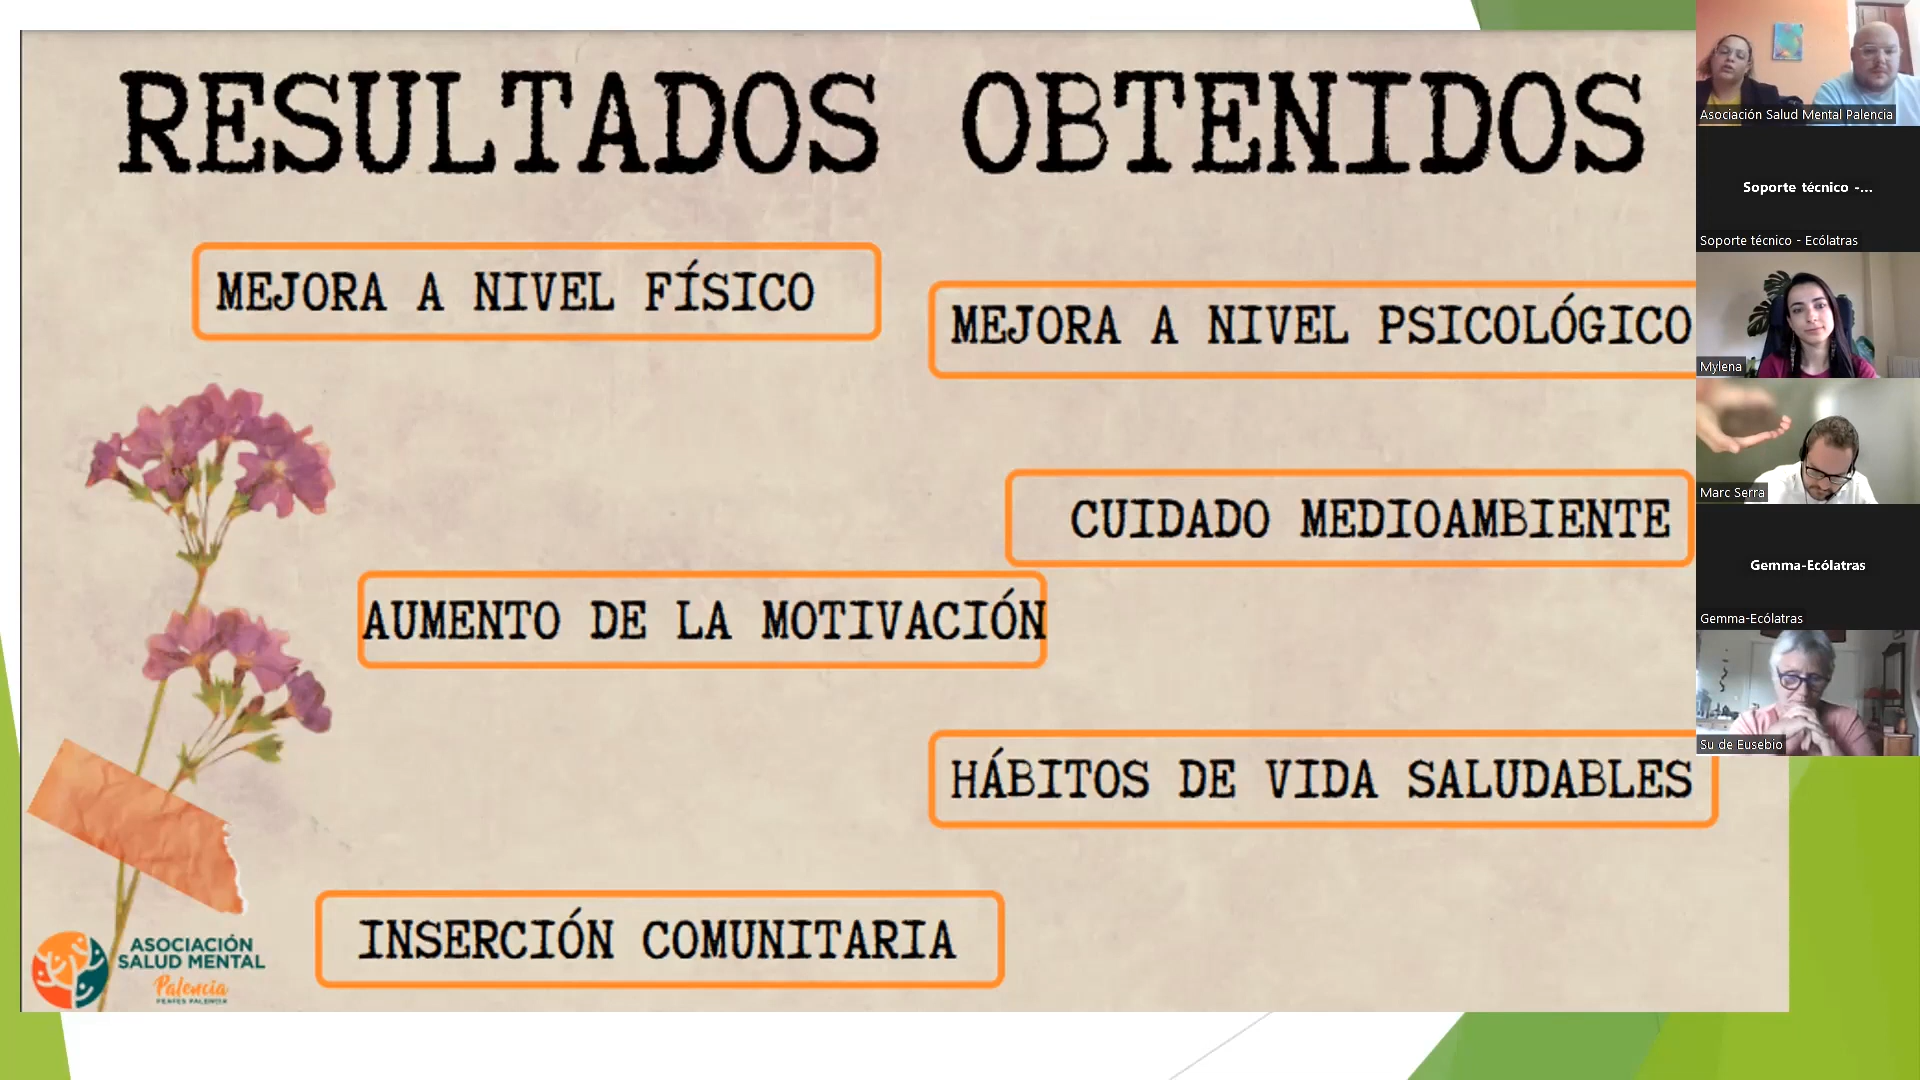 RESULTADOS OBTENIDOS
MEJORA A NIVEL FÍSICO
MEJORA A NIVEL PSICOLÓGICO
CUIDADO MEDIOAMBIENTE
AUMENTO DE LA MOTIVACIÓN
HÁBITOS DE VIDA SALUDABLES
INSERCIÓN COMUNITARIA
ASOCIACIÓN
SALUD MENTAL
Palencia
FEAFES PALENCIA
Asociación Salud Mental Palencia
Soporte técnico -...
Soporte técnico - Ecólatras
Mylena
Marc Serra
Gemma-Ecólatras
Gemma-Ecólatras
Su de Eusebio